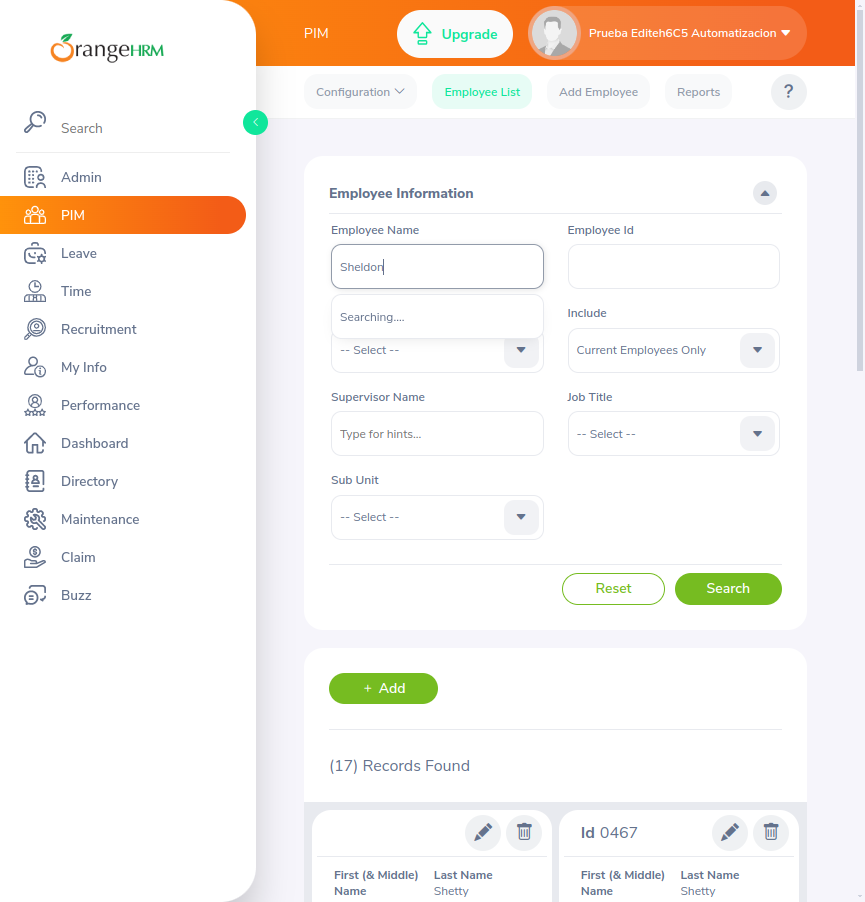 OrangeHRM
Search
Admin
PIM
Leave
Time
Recruitment
My Info
Performance
Dashboard
Directory
Maintenance
Claim
Buzz
PIM
Upgrade
Prueba Editeh6C5 Automatizacion
Configuration
Employee List
Add Employee
Reports
?
Employee Information
Employee Name
Employee Id
Sheldon
Searching....
Include
-- Select --
Current Employees Only
Supervisor Name
Job Title
Type for hints...
-- Select --
Sub Unit
-- Select --
Reset
Search
+ Add
(17) Records Found
Id 0467
First (& Middle) Name
Last Name
Shetty
First (& Middle) Name
Last Name
Shetty